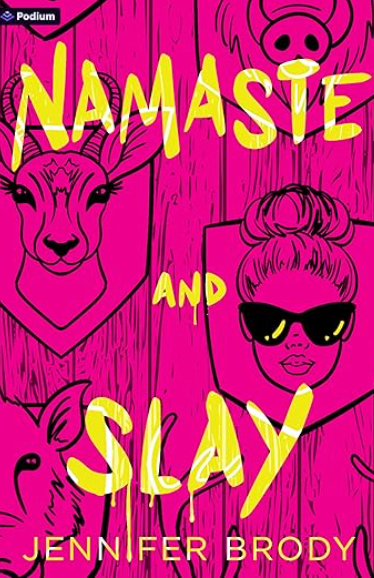 Podium
NAMASTE
AND
SLAY
JENNIFER BRODY